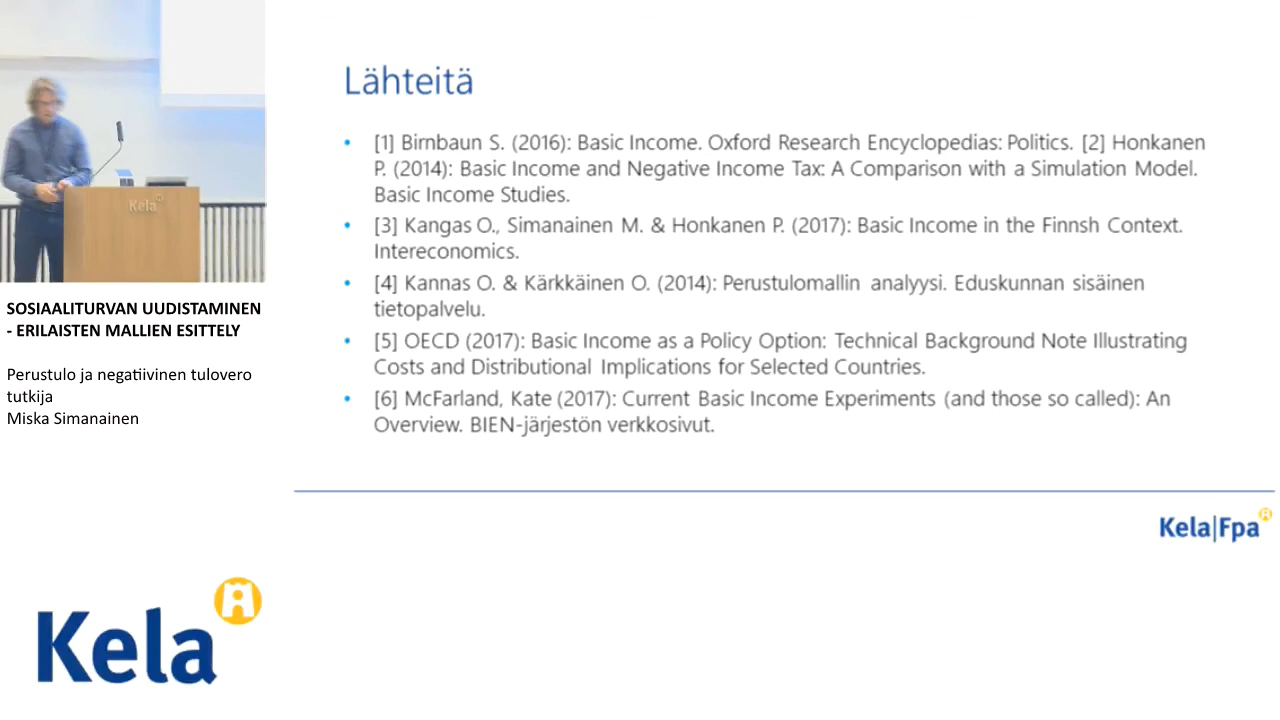 Kela
SOSIAALITURVAN UUDISTAMINEN
- ERILAISTEN MALLIEN ESITTELY
Perustulo ja negatiivinen tulovero
tutkija
Miska Simanainen
Kela
Lähteitä
• [1] Birnbaun S. (2016): Basic Income. Oxford Research Encyclopedias: Politics. [2] Honkanen
P. (2014): Basic Income and Negative Income Tax: A Comparison with a Simulation Model.
Basic Income Studies.
• [3] Kangas O., Simanainen M. & Honkanen P. (2017): Basic Income in the Finnsh Context.
Intereconomics.
• [4] Kannas O. & Kärkkäinen O. (2014): Perustulomallin analyysi. Eduskunnan sisäinen
tietopalvelu.
• [5] OECD (2017): Basic Income as a Policy Option: Technical Background Note Illustrating
Costs and Distributional Implications for Selected Countries.
• [6] McFarland, Kate (2017): Current Basic Income Experiments (and those so called): An
Overview. BIEN-järjestön verkkosivut.
Kela|Fpa